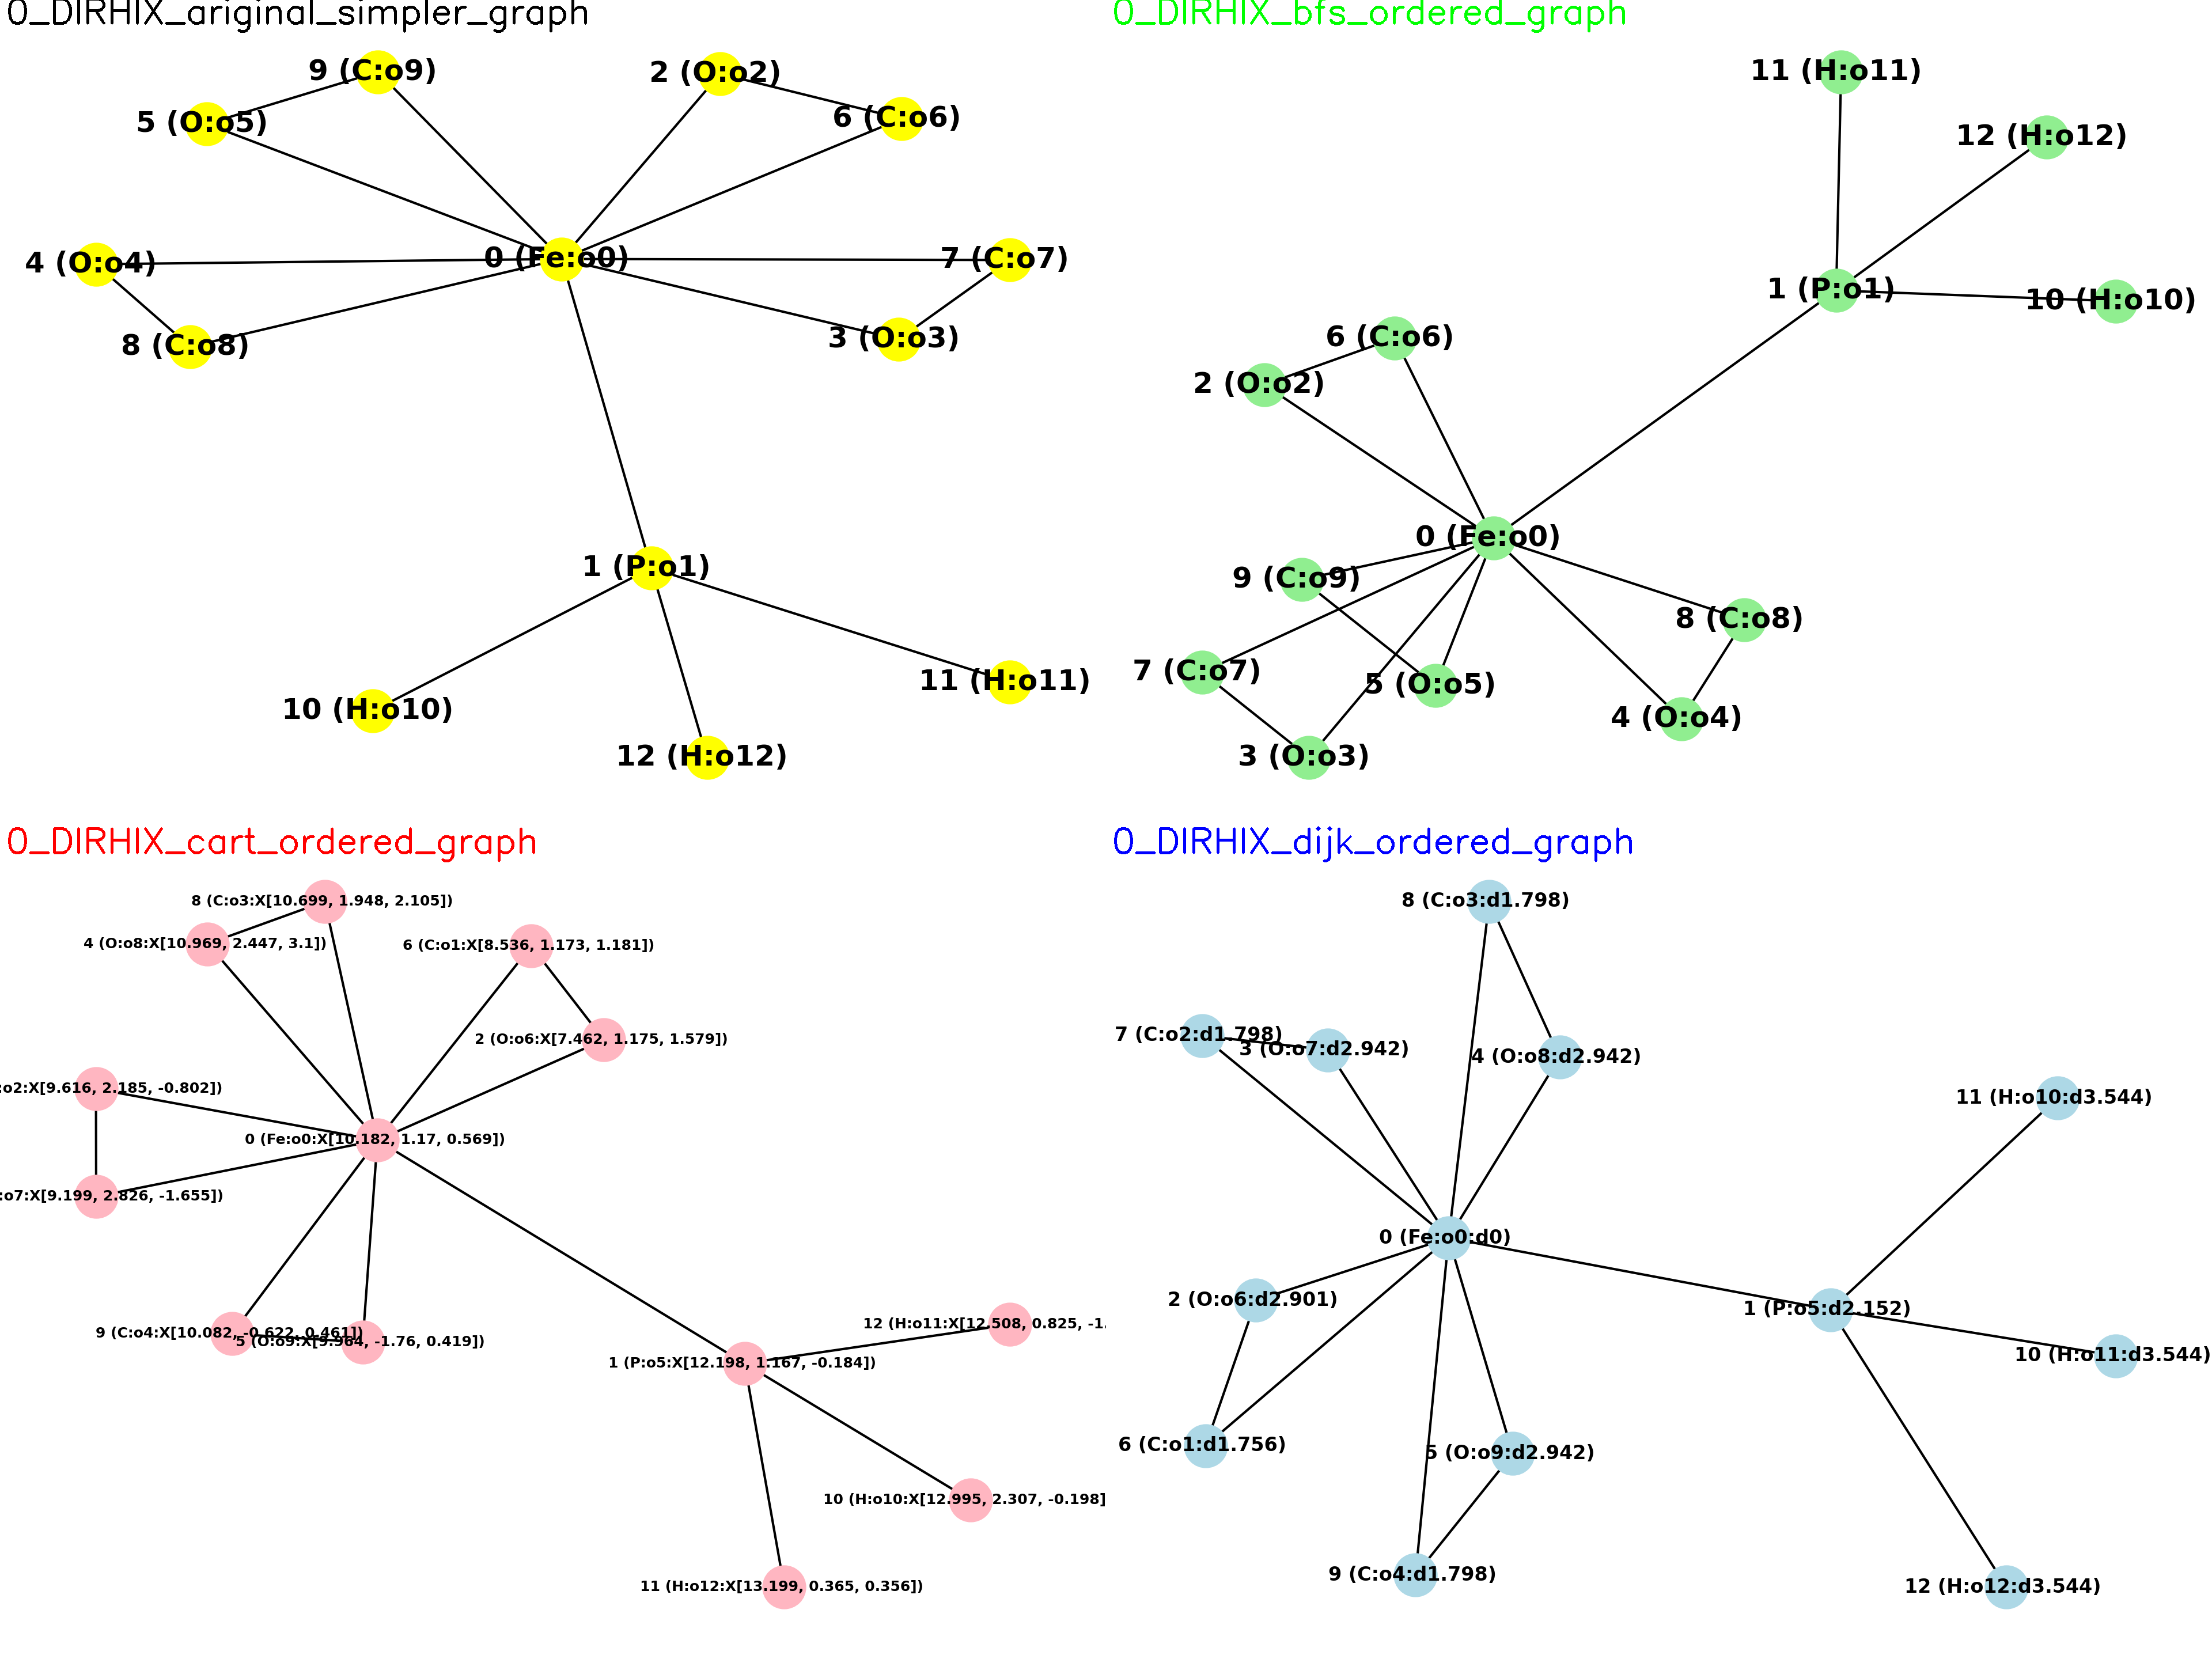 0_DIRHIX_ariginal_simpler_graph
9 (C:o9)
2 (O:o2)
5 (O:o5)
6 (C:o6)
4 (O:o4)
0 (Fe:o0)
7 (C:o7)
8 (C:o8)
3 (O:o3)
1 (P:o1)
10 (H:o10)
11 (H:o11)
12 (H:o12)
0_DIRHIX_bfs_ordered_graph
11 (H:o11)
12 (H:o12)
1 (P:o1)
10 (H:o10)
6 (C:o6)
2 (O:o2)
0 (Fe:o0)
9 (C:o9)
8 (C:o8)
7 (C:o7)
5 (O:o5)
4 (O:o4)
3 (O:o3)
0_DIRHIX_cart_ordered_graph
8 (C:o3:X[10.699, 1.948, 2.105])
4 (O:o8:X[10.969, 2.447, 3.1])
6 (C:o1:X[8.536, 1.173, 1.181])
2 (O:o6:X[7.462, 1.175, 1.579])
:o2:X[9.616, 2.185, -0.802])
0 (Fe:o0:X[10.182, 1.17, 0.569])
:o7:X[9.199, 2.826, -1.655])
9 (C:o4:X[10.082, -0.622, 0.461])
5 (O:o9:X[9.964, -1.76, 0.419])
12 (H:o11:X[12.508, 0.825, -1.
1 (P:o5:X[12.198, 1.167, -0.184])
10 (H:o10:X[12.995, 2.307, -0.198]
11 (H:o12:X[13.199, 0.365, 0.356])
0_DIRHIX_dijk_ordered_graph
8 (C:o3:d1.798)
7 (C:o2:d1.798)
3 (O:o7:d2.942)
4 (O:o8:d2.942)
11 (H:o10:d3.544)
0 (Fe:o0:d0)
2 (O:o6:d2.901)
1 (P:o5:d2.152)
10 (H:o11:d3.544)
6 (C:o1:d1.756)
5 (O:o9:d2.942)
9 (C:o4:d1.798)
12 (H:o12:d3.544)